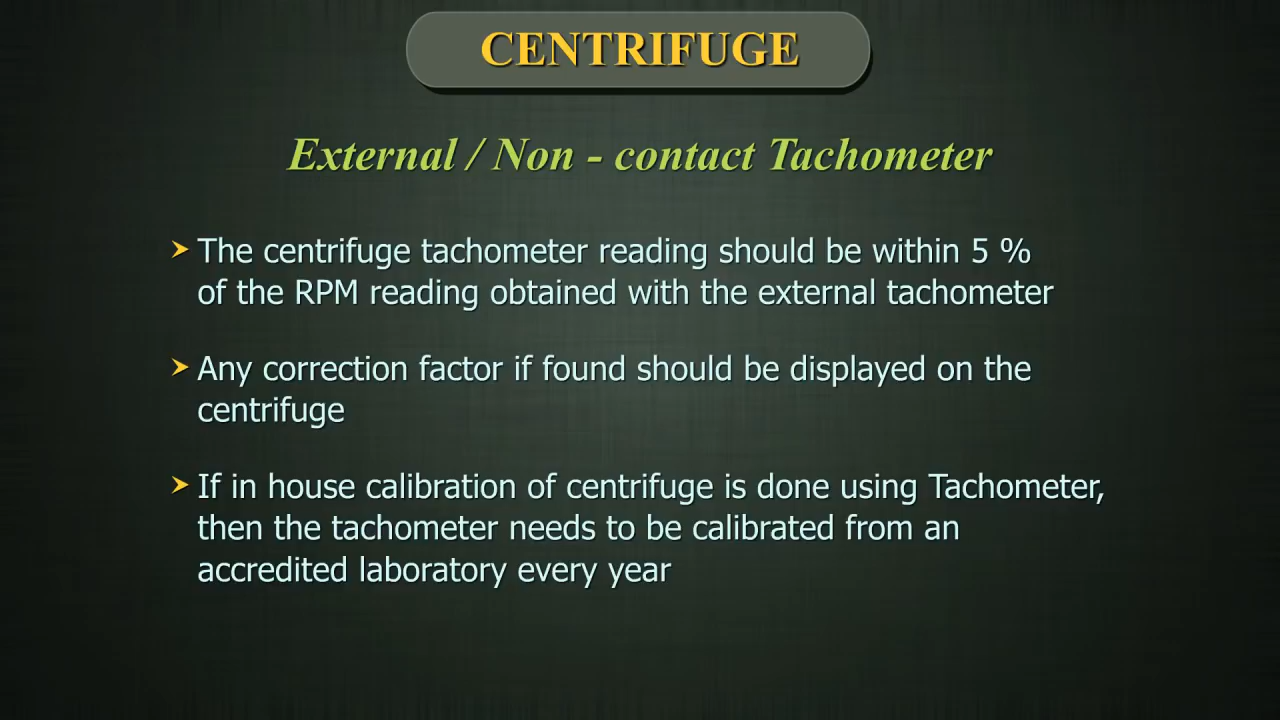 CENTRIFUGE
External / Non - contact Tachometer
➤ The centrifuge tachometer reading should be within 5 %
of the RPM reading obtained with the external tachometer
➤ Any correction factor if found should be displayed on the
centrifuge
➤ If in house calibration of centrifuge is done using Tachometer,
then the tachometer needs to be calibrated from an
accredited laboratory every year